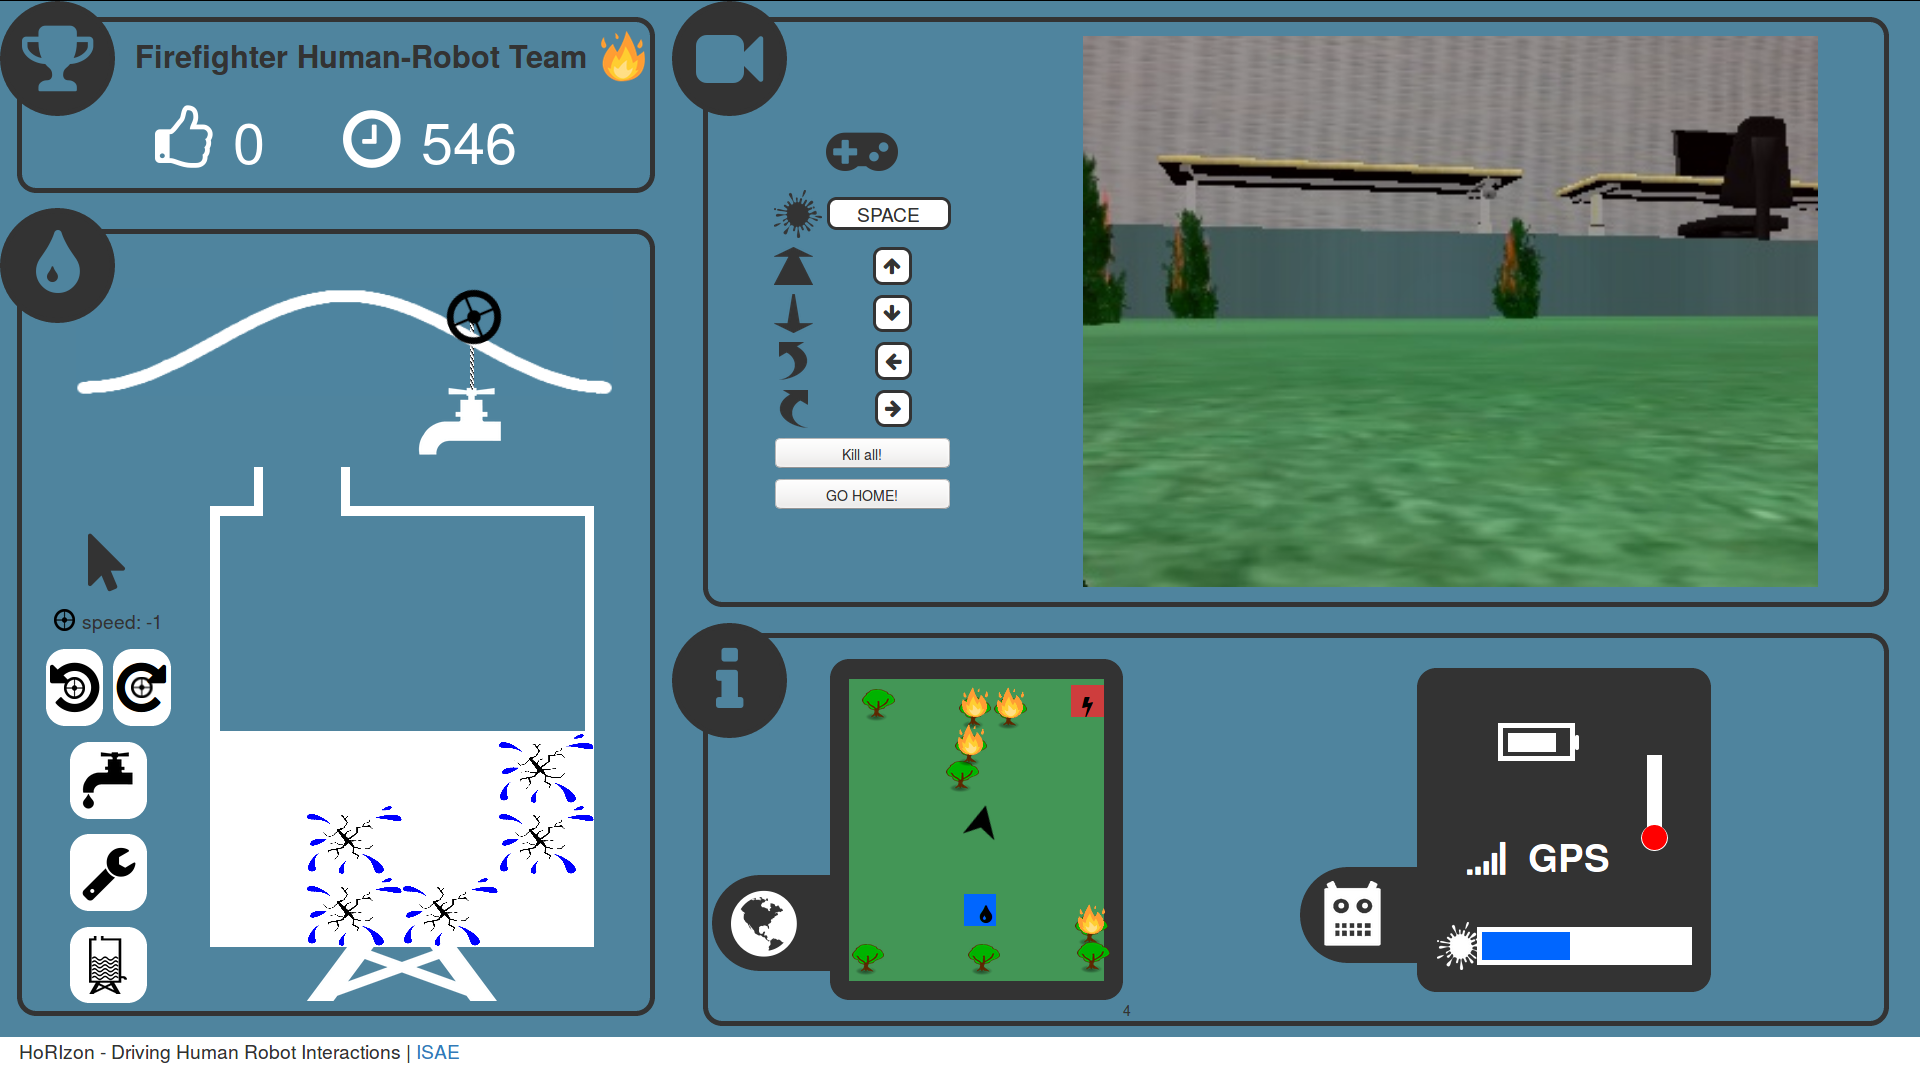 Firefighter Human-Robot Team
0
546
speed: -1
SPACE
Kill all!
GO HOME!
GPS
4
HoRIzon - Driving Human Robot Interactions | ISAE